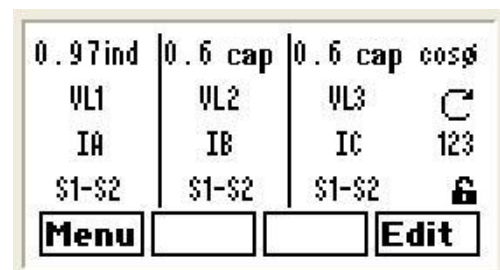 0.97ind 0.6 cap 0.6 cap cosø
VL1 VL2 VL3
IA IB IC 123
S1-S2 S1-S2 S1-S2
Menu Edit